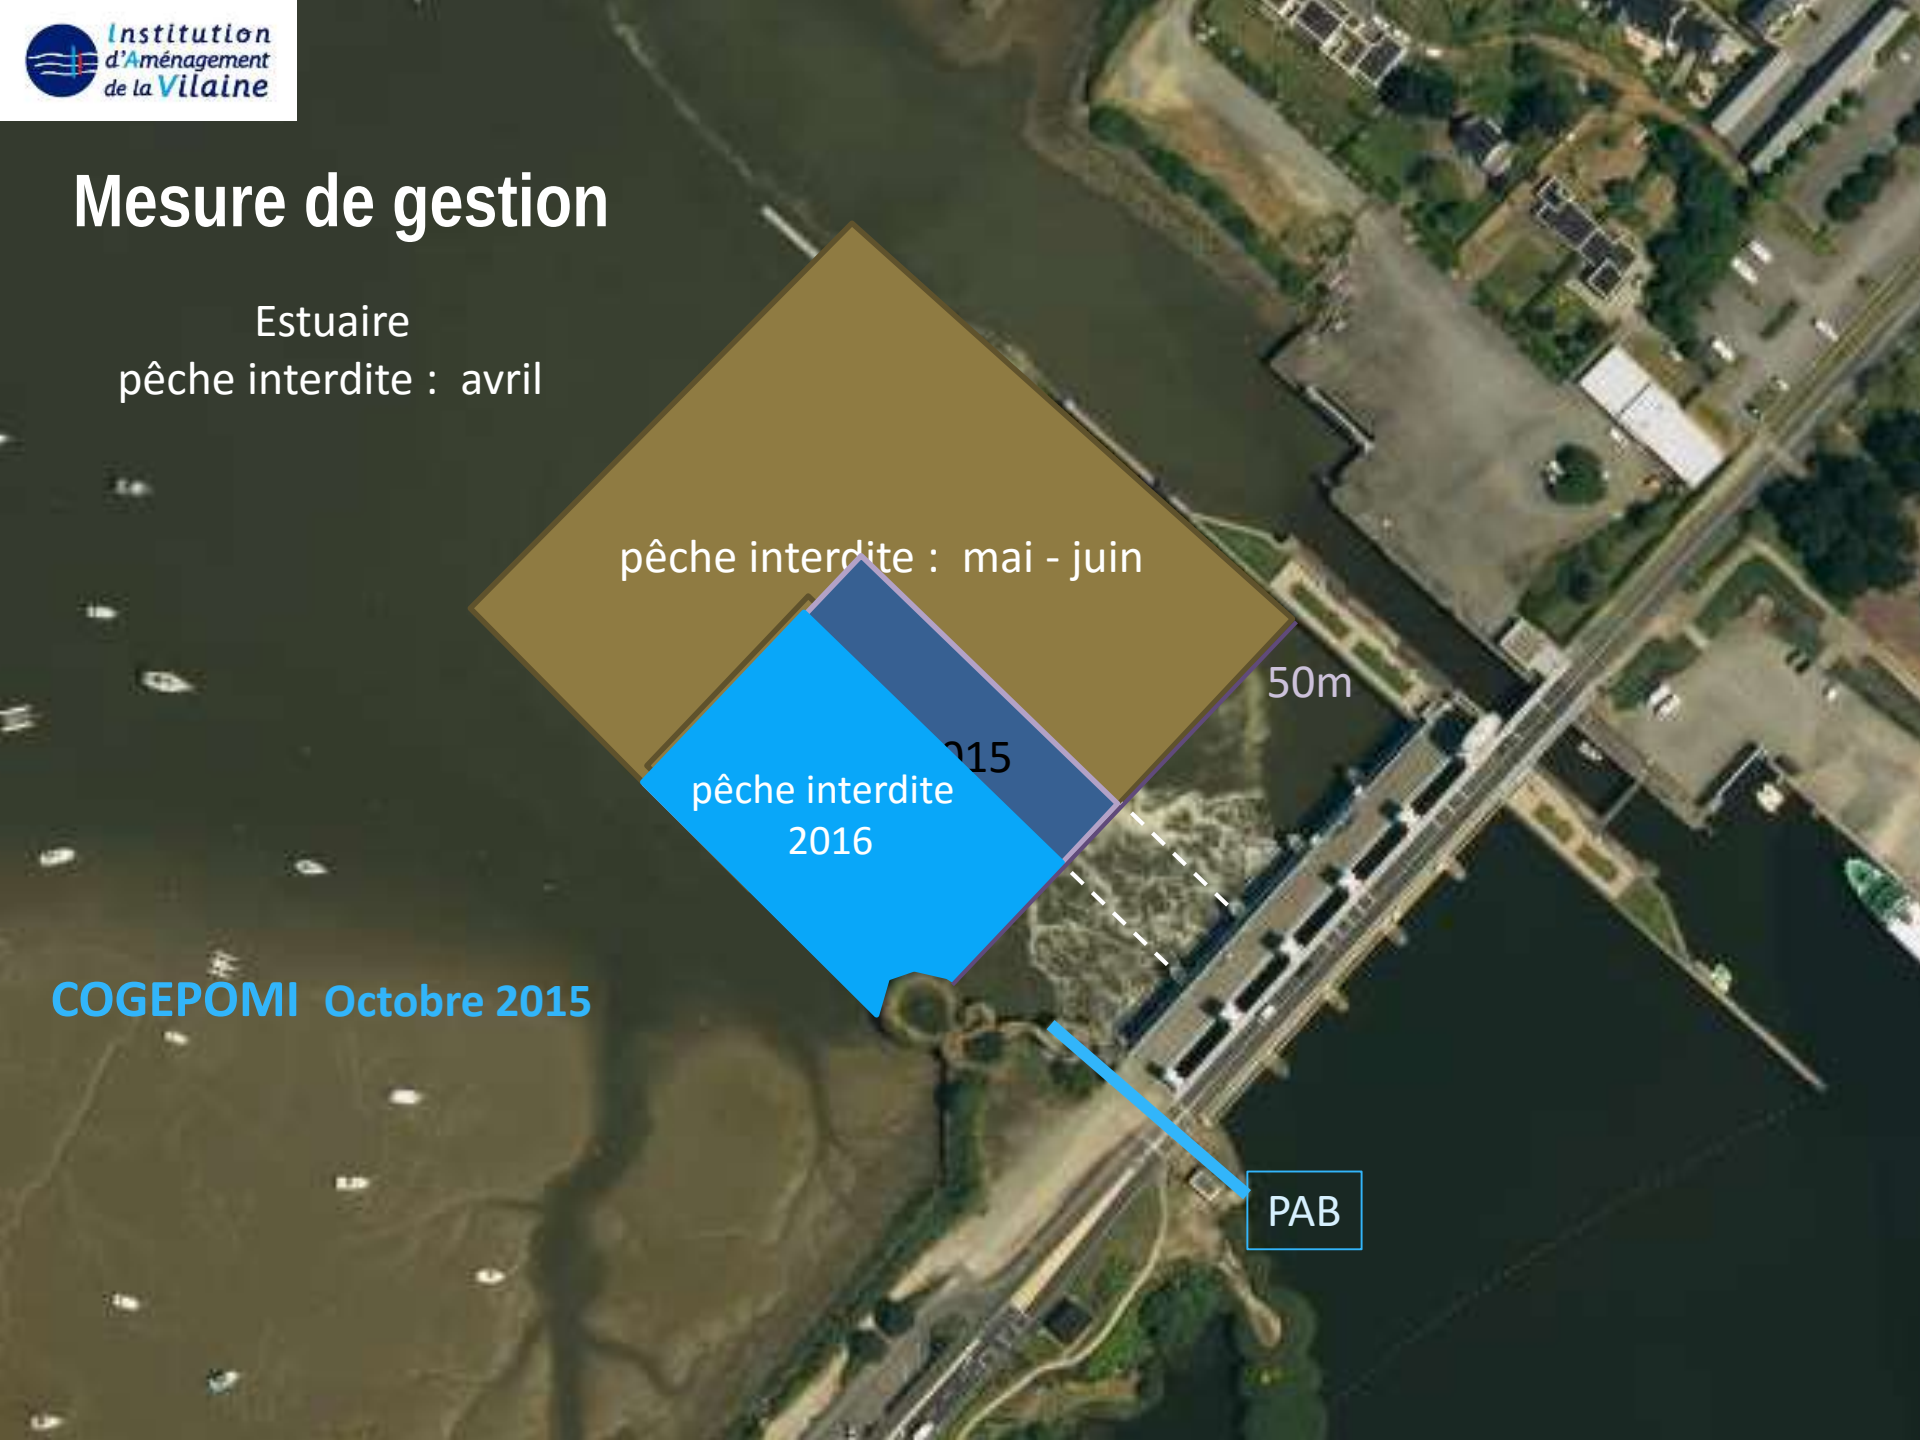 Institution
d'Aménagement
de la Vilaine
Mesure de gestion
Estuaire
pêche interdite : avril
pêche interdite : mai - juin
50m
015
pêche interdite
2016
COGEPOMI Octobre 2015
PAB